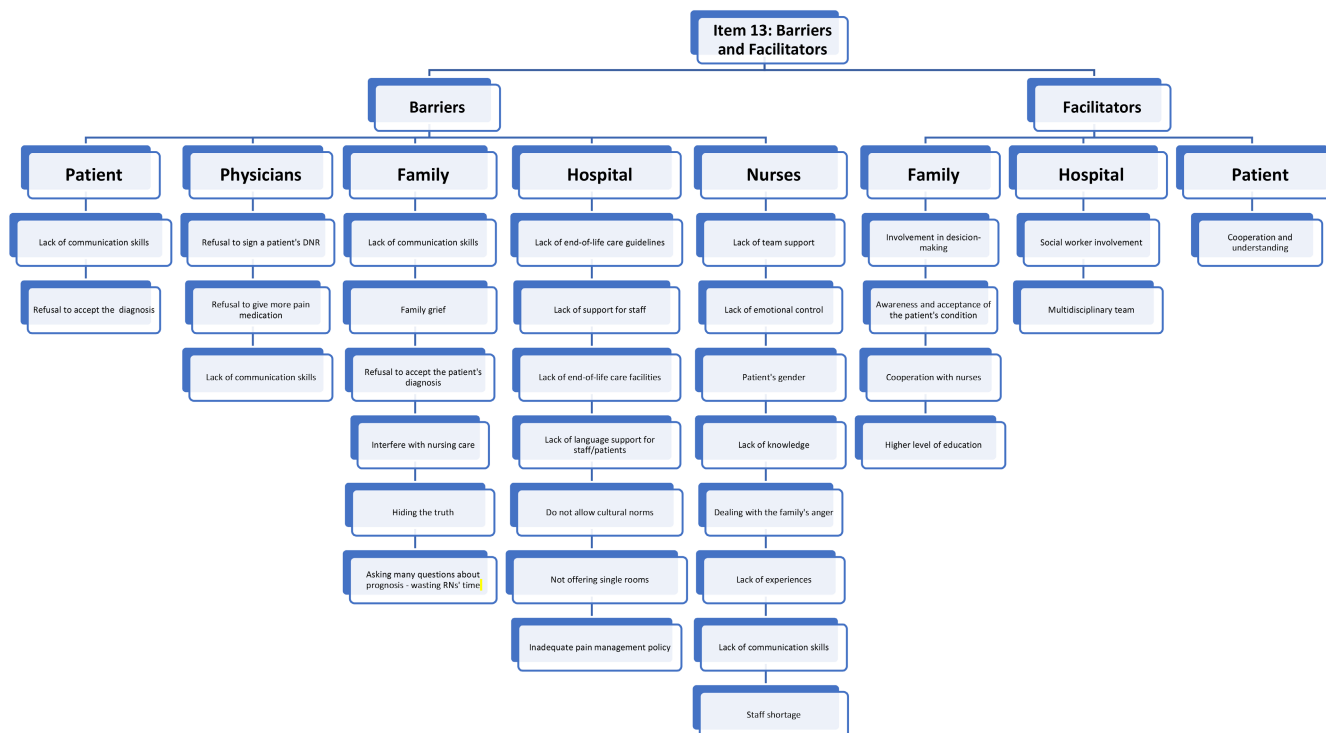 Item 13: Barriers
and Facilitators
Barriers
Facilitators
Patient
Physicians
Family
Hospital
Nurses
Family
Hospital
Patient
Lack of communication skills
Refusal to sign a patient's DNR
Lack of communication skills
Lack of end-of-life care guidelines
Lack of team support
Involvement in desicion-
making
Social worker involvement
Cooperation and
understanding
Refusal to accept the diagnosis
Refusal to give more pain
medication
Family grief
Lack of support for staff
Lack of emotional control
Awareness and acceptance of
the patient's condition
Multidisciplinary team
Lack of communication skills
Refusal to accept the patient's
diagnosis
Lack of end-of-life care facilities
Patient's gender
Cooperation with nurses
Interfere with nursing care
Lack of language support for
staff/patients
Lack of knowledge
Higher level of education
Hiding the truth
Do not allow cultural norms
Dealing with the family's anger
Asking many questions about
prognosis - wasting RNs' time
Not offering single rooms
Lack of experiences
Inadequate pain management policy
Lack of communication skills
Staff shortage